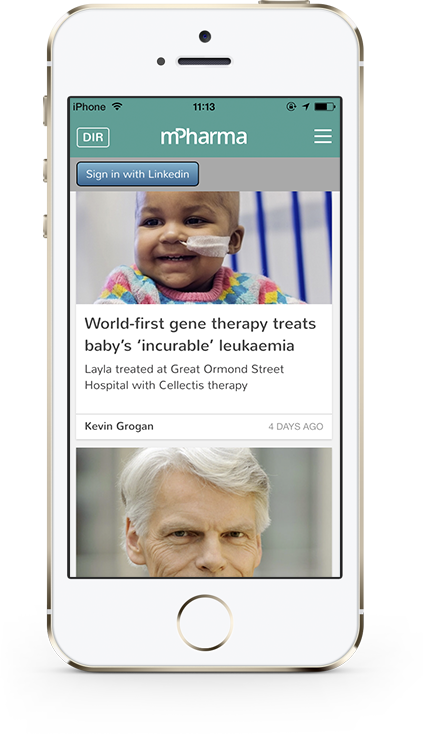 iPhone 11:13
DIR mPharma
Sign in with Linkedin
World-first gene therapy treats
baby's 'incurable' leukaemia
Layla treated at Great Ormond Street
Hospital with Cellectis therapy
Kevin Grogan 4 DAYS AGO